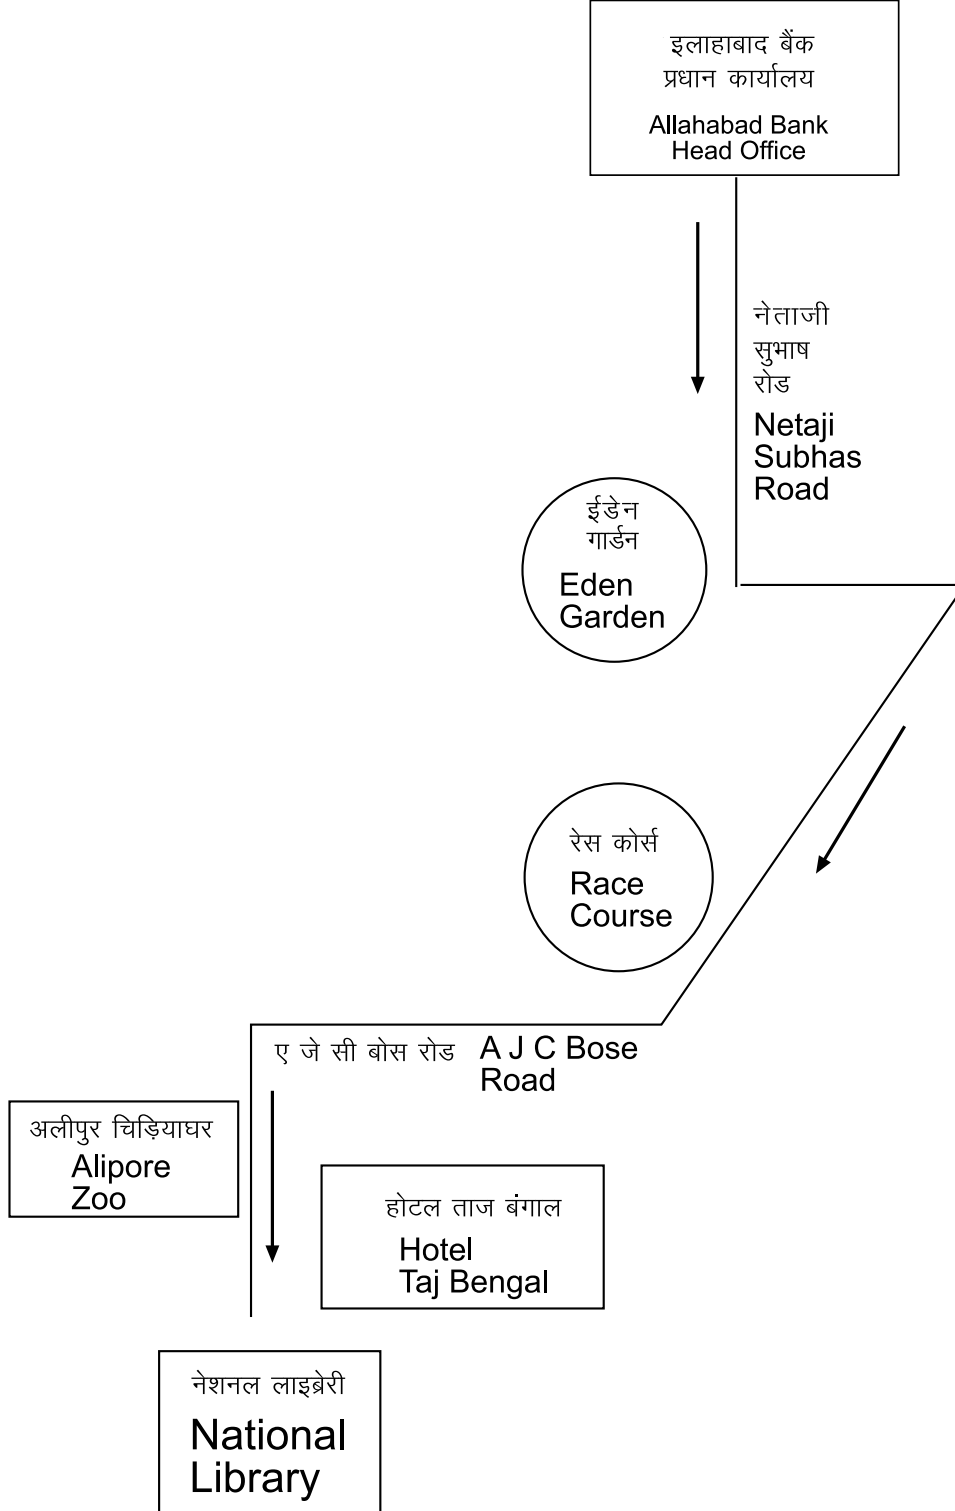 इलाहाबाद बैंक
प्रधान कार्यालय
Allahabad Bank
Head Office
नेताजी
सुभाष
रोड
Netaji
Subhas
Road
ईडेन
गार्डन
Eden
Garden
रेस कोर्स
Race
Course
ए जे सी बोस रोड
A J C Bose
Road
अलीपुर चिड़ियाघर
Alipore
Zoo
होटल ताज बंगाल
Hotel
Taj Bengal
नेशनल लाइब्रेरी
National
Library